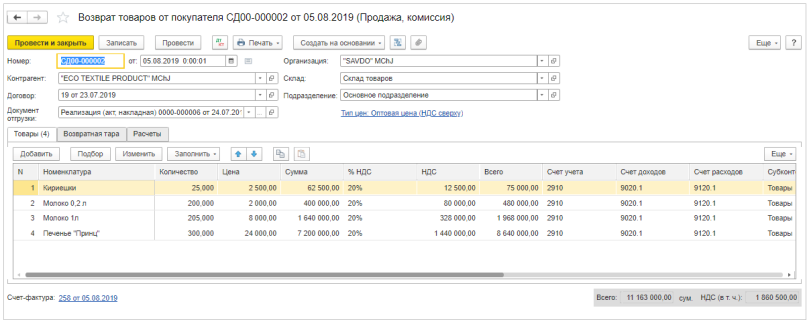 Возврат товаров от покупателя СД00-000002 от 05.08.2019 (Продажа, комиссия)
Провести и закрыть Записать Провести Дт Кт Печать Создать на основании Еще ?
Номер: СД00-000002 от: 05.08.2019 0:00:01 Организация: "SAVDO" MChJ
Контрагент: "ECO TEXTILE PRODUCT" MChJ Склад: Склад товаров
Договор: 19 от 23.07.2019 Подразделение: Основное подразделение
Документ отгрузки: Реализация (акт, накладная) 0000-000006 от 24.07.201 Тип цен: Оптовая цена (НДС сверху)
Товары (4) Возвратная тара Расчеты
Добавить Подбор Изменить Заполнить Еще
N Номенклатура Количество Цена Сумма % НДС НДС Всего Счет учета Счет доходов Счет расходов Субконт
1 Кириешки 25,000 2 500,00 62 500,00 20% 12 500,00 75 000,00 2910 9020.1 9120.1 Товары
2 Молоко 0,2 л 200,000 2 000,00 400 000,00 20% 80 000,00 480 000,00 2910 9020.1 9120.1 Товары
3 Молоко 1л 205,000 8 000,00 1 640 000,00 20% 328 000,00 1 968 000,00 2910 9020.1 9120.1 Товары
4 Печенье "Принц" 300,000 24 000,00 7 200 000,00 20% 1 440 000,00 8 640 000,00 2910 9020.1 9120.1 Товары
Счет-фактура: 258 от 05.08.2019 Всего: 11 163 000,00 сум. НДС (в т. ч.): 1 860 500,00